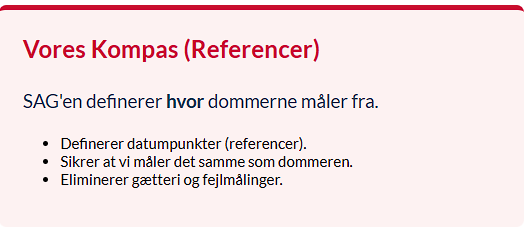 Vores Kompas (Referencer)
SAG'en definerer hvor dommerne måler fra.
• Definerer datumpunkter (referencer).
• Sikrer at vi måler det samme som dommeren.
• Eliminerer gætteri og fejlmålinger.